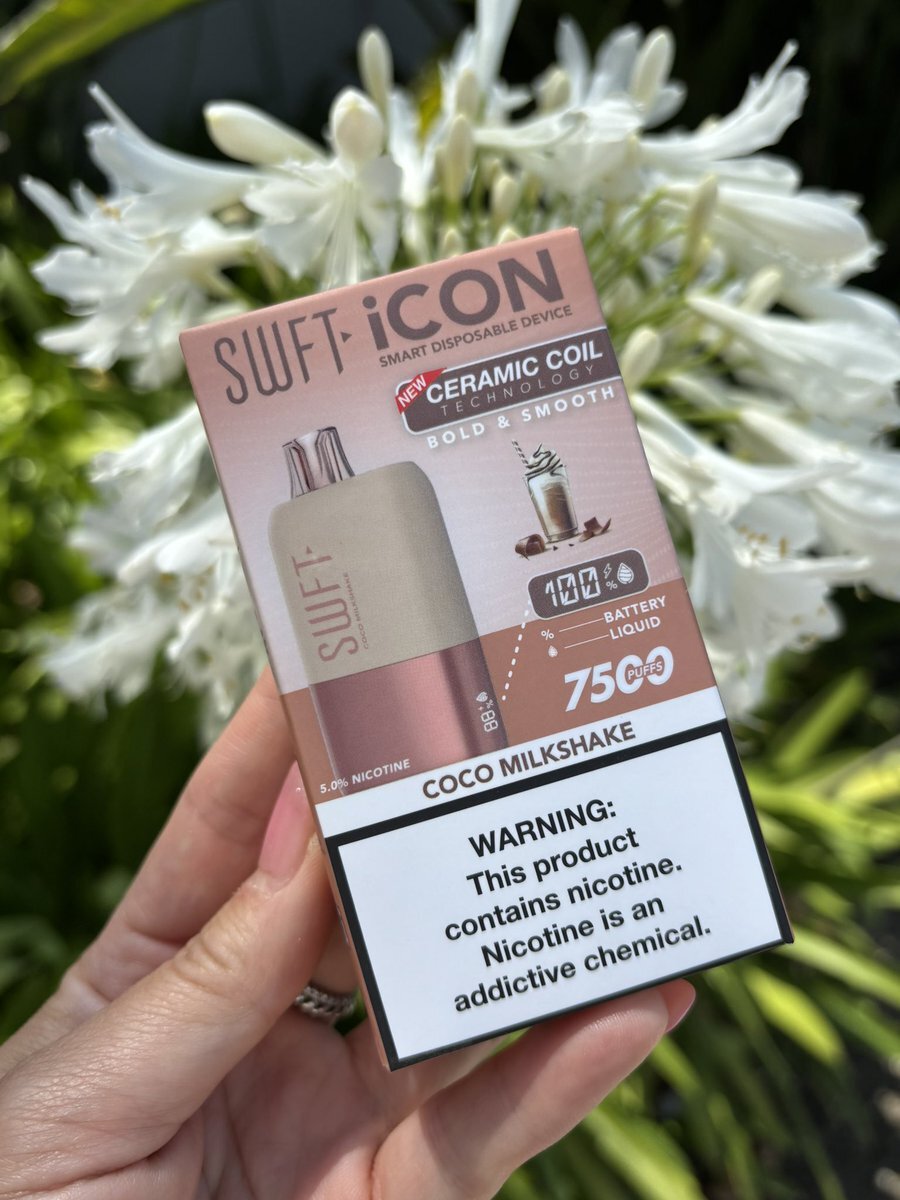 SWFT iCON
SMART DISPOSABLE DEVICE
NEW
CERAMIC COIL
TECHNOLOGY
BOLD & SMOOTH
SWFT
COCO MILKSHAKE
100 %
% BATTERY
LIQUID
7500
PUFFS
88 %
5.0% NICOTINE
COCO MILKSHAKE
WARNING:
This product
contains nicotine.
Nicotine is an
addictive chemical.